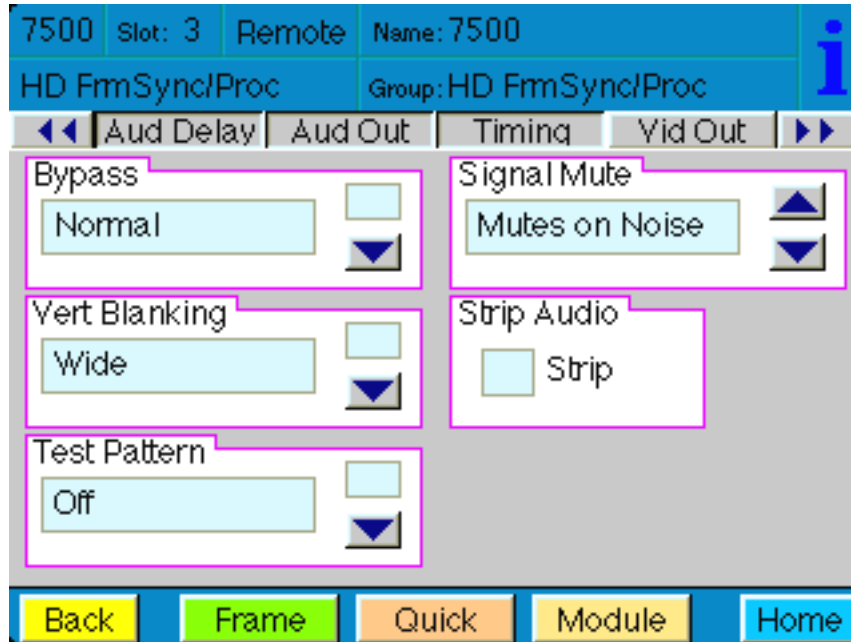 7500 Slot: 3 Remote Name: 7500
HD FrmSync/Proc Group: HD FrmSync/Proc
Aud Delay Aud Out Timing Vid Out
Bypass
Normal
Signal Mute
Mutes on Noise
Vert Blanking
Wide
Strip Audio
Strip
Test Pattern
Off
Back Frame Quick Module Home